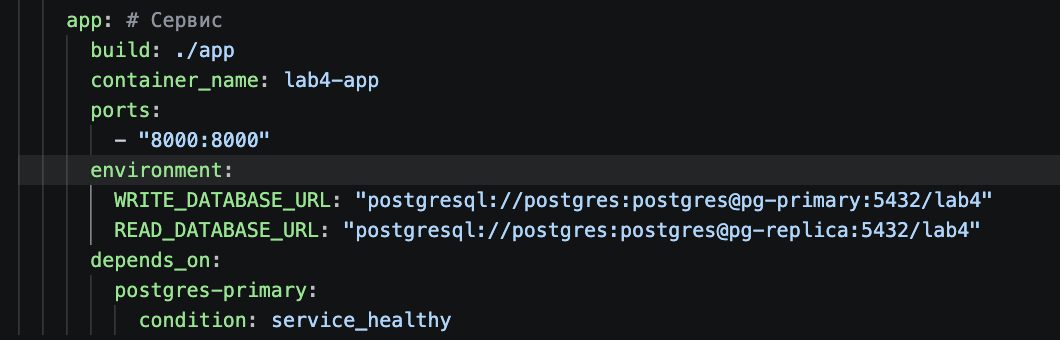 app: # Сервис
build: ./app
container_name: lab4-app
ports:
- "8000:8000"
environment:
WRITE_DATABASE_URL: "postgresql://postgres:postgres@pg-primary:5432/lab4"
READ_DATABASE_URL: "postgresql://postgres:postgres@pg-replica:5432/lab4"
depends_on:
postgres-primary:
condition: service_healthy